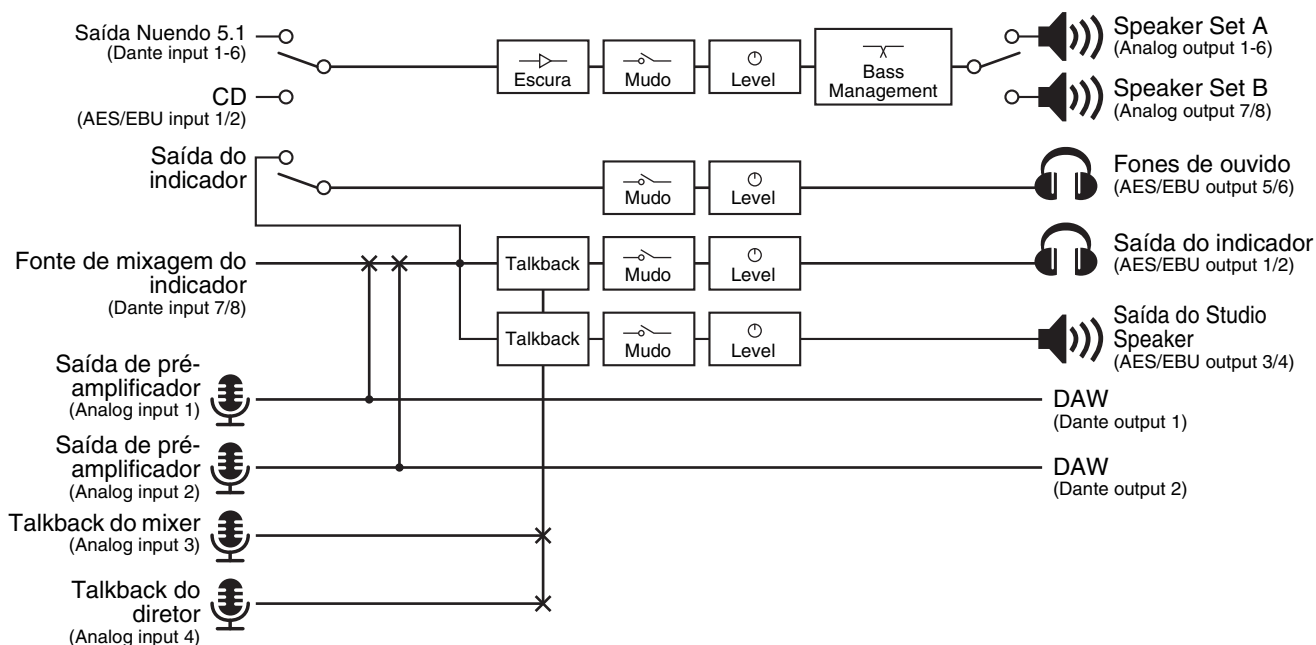 Saída Nuendo 5.1
(Dante input 1-6)
CD
(AES/EBU input 1/2)
Escura
Mudo
Level
Bass
Management
Speaker Set A
(Analog output 1-6)
Speaker Set B
(Analog output 7/8)
Saída do
indicador
Mudo
Level
Fones de ouvido
(AES/EBU output 5/6)
Fonte de mixagem do
indicador
(Dante input 7/8)
Talkback
Mudo
Level
Saída do indicador
(AES/EBU output 1/2)
Talkback
Mudo
Level
Saída do Studio
Speaker
(AES/EBU output 3/4)
Saída de pré-
amplificador
(Analog input 1)
DAW
(Dante output 1)
Saída de pré-
amplificador
(Analog input 2)
DAW
(Dante output 2)
Talkback do mixer
(Analog input 3)
Talkback do
diretor
(Analog input 4)